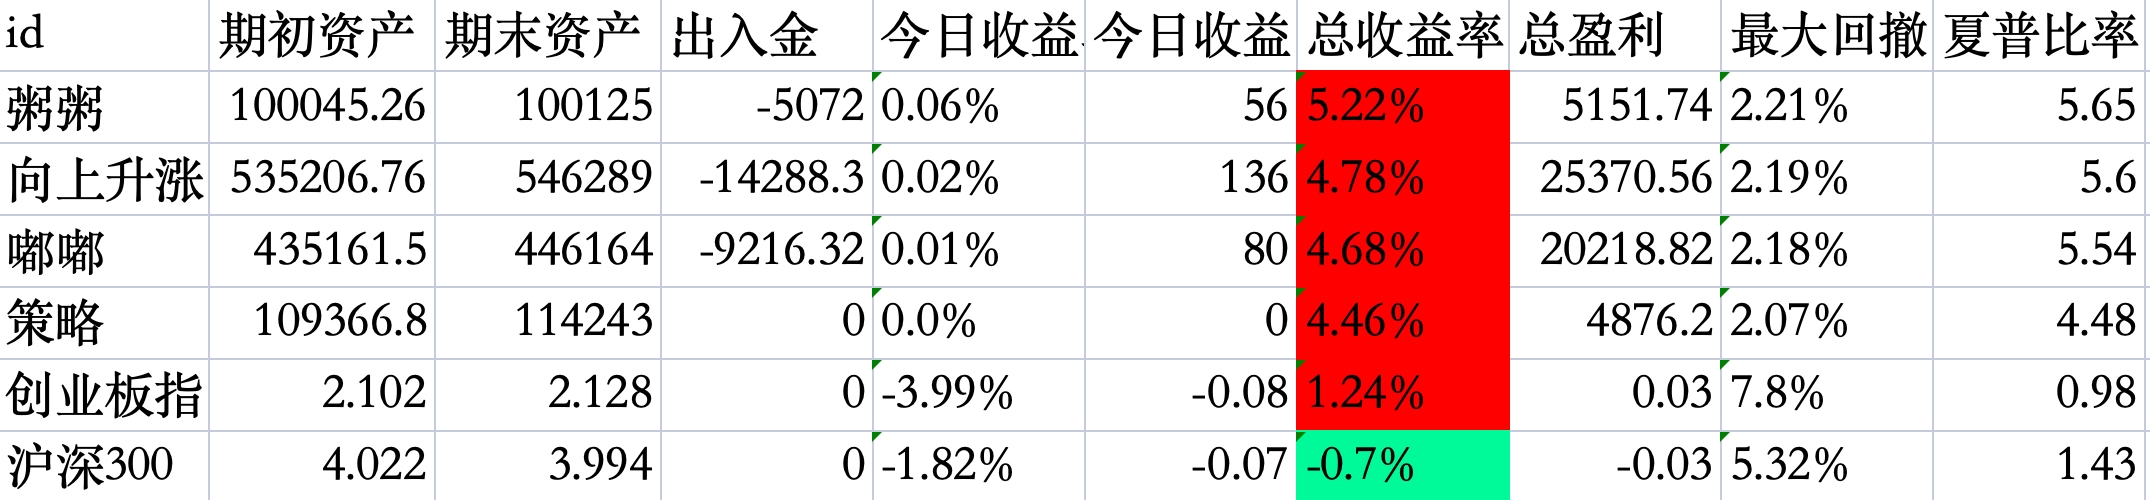 id 期初资产 期末资产 出入金 今日收益 今日收益 总收益率 总盈利 最大回撤 夏普比率
粥粥 100045.26 100125 -5072 0.06% 56 5.22% 5151.74 2.21% 5.65
向上升涨 535206.76 546289 -14288.3 0.02% 136 4.78% 25370.56 2.19% 5.6
嘟嘟 435161.5 446164 -9216.32 0.01% 80 4.68% 20218.82 2.18% 5.54
策略 109366.8 114243 0 0.0% 0 4.46% 4876.2 2.07% 4.48
创业板指 2.102 2.128 0 -3.99% -0.08 1.24% 0.03 7.8% 0.98
沪深300 4.022 3.994 0 -1.82% -0.07 -0.7% -0.03 5.32% 1.43